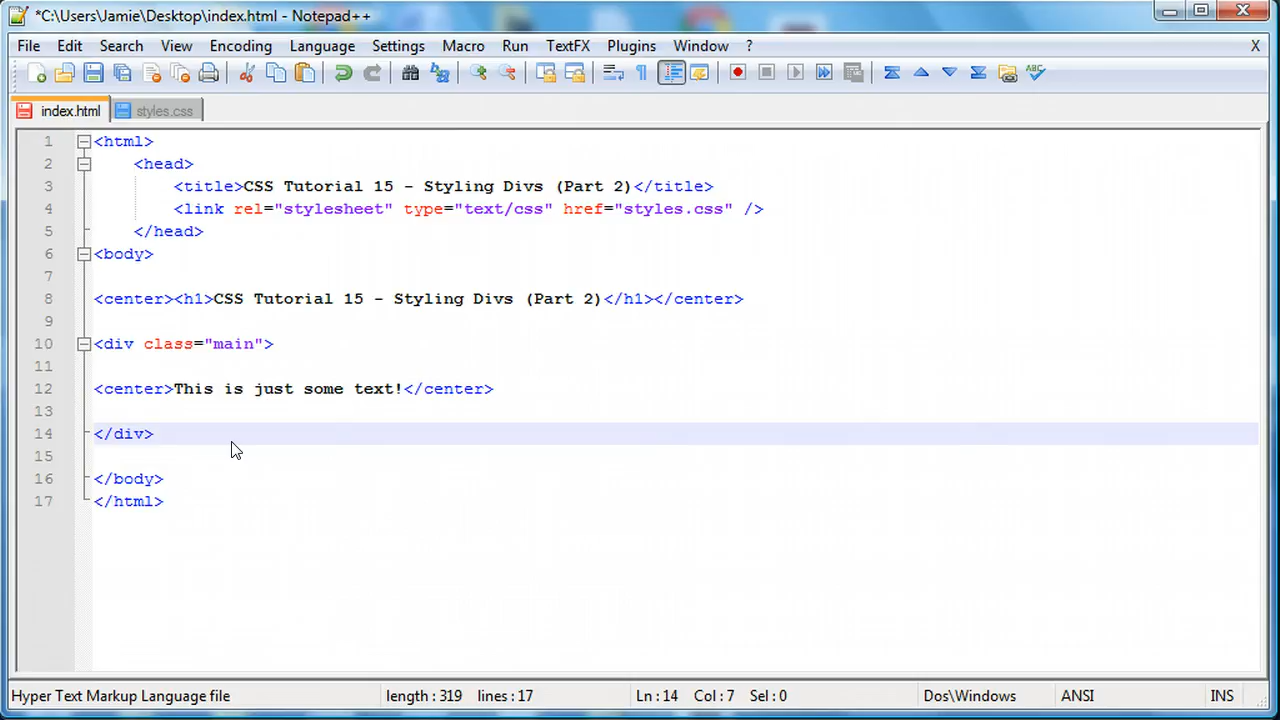 *C:\Users\Jamie\Desktop\index.html - Notepad++
File Edit Search View Encoding Language Settings Macro Run TextFX Plugins Window ? X
index.html styles.css
1 <html>
2 <head>
3 <title>CSS Tutorial 15 - Styling Divs (Part 2)</title>
4 <link rel="stylesheet" type="text/css" href="styles.css" />
5 </head>
6 <body>
7
8 <center><h1>CSS Tutorial 15 - Styling Divs (Part 2)</h1></center>
9
10 <div class="main">
11
12 <center>This is just some text!</center>
13
14 </div>
15
16 </body>
17 </html>
Hyper Text Markup Language file length : 319 lines : 17 Ln : 14 Col : 7 Sel : 0 Dos\Windows ANSI INS